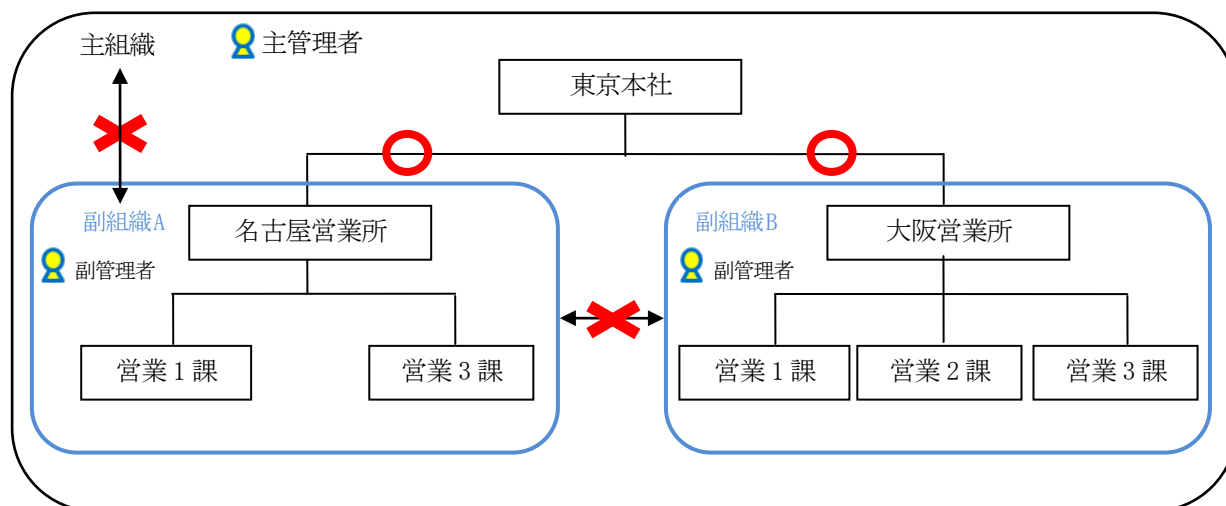 主組織
主管理者
東京本社
副組織A
名古屋営業所
副管理者
営業1課
営業3課
副組織B
大阪営業所
副管理者
営業1課
営業2課
営業3課